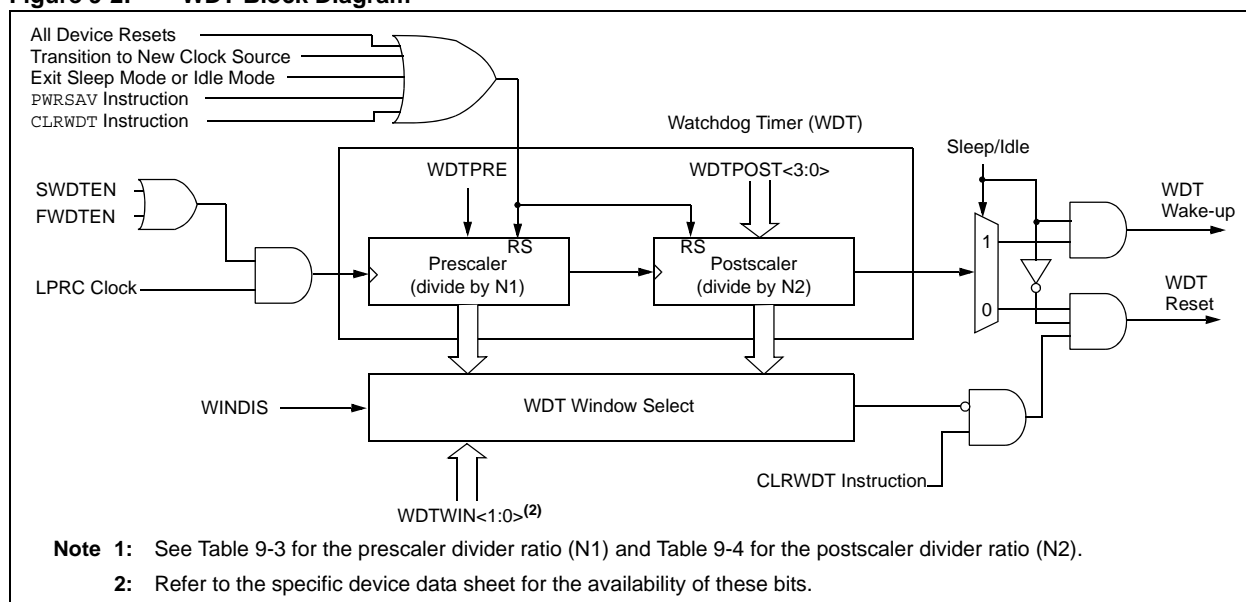 Figure 9-2: WDT Block Diagram
All Device Resets
Transition to New Clock Source
Exit Sleep Mode or Idle Mode
PWRSAV Instruction
CLRWDT Instruction
Watchdog Timer (WDT)
Sleep/Idle
SWDTEN
FWDTEN
WDTPRE
WDTPOST<3:0>
WDT
Wake-up
RS
RS
Prescaler
(divide by N1)
Postscaler
(divide by N2)
1
LPRC Clock
WDT
Reset
0
WINDIS
WDT Window Select
CLRWDT Instruction
WDTWIN<1:0>(2)
Note 1: See Table 9-3 for the prescaler divider ratio (N1) and Table 9-4 for the postscaler divider ratio (N2).
2: Refer to the specific device data sheet for the availability of these bits.